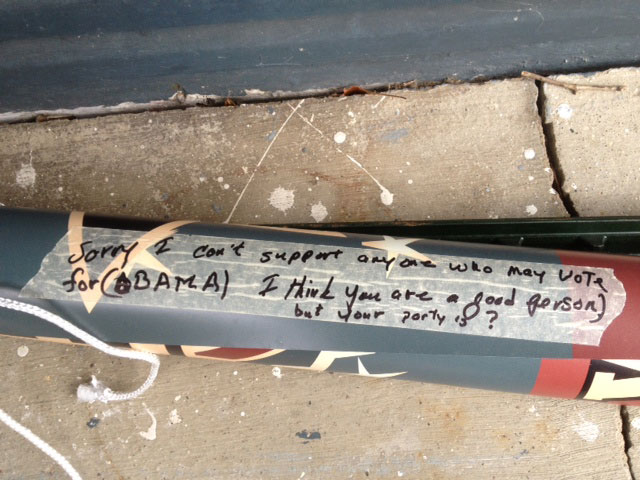 Sorry I can't support anyone who may vote
for (OBAMA) I think you are a good person)
but your party is ?